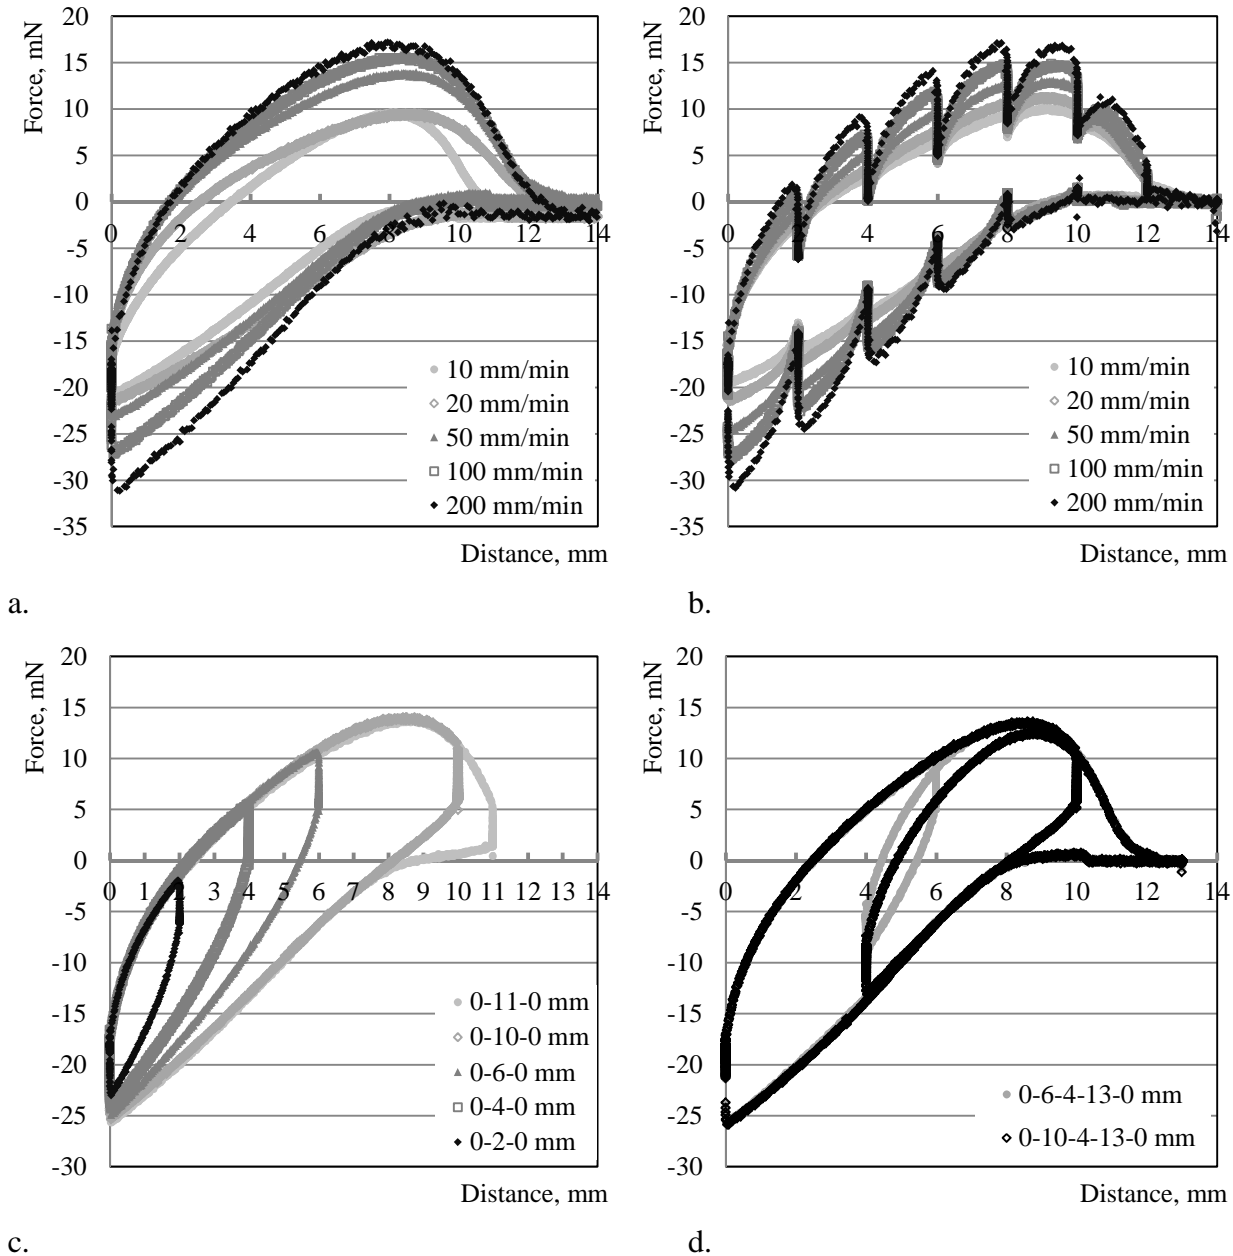 Force, mN
20
15
10
5
0
-5
-10
-15
-20
-25
-30
-35
0 2 4 6 8 10 12 14
10 mm/min
20 mm/min
50 mm/min
100 mm/min
200 mm/min
Distance, mm
a.
Force, mN
20
15
10
5
0
-5
-10
-15
-20
-25
-30
-35
0 2 4 6 8 10 12 14
10 mm/min
20 mm/min
50 mm/min
100 mm/min
200 mm/min
Distance, mm
b.
Force, mN
20
15
10
5
0
-5
-10
-15
-20
-25
-30
0 1 2 3 4 5 6 7 8 9 10 11 12 13 14
0-11-0 mm
0-10-0 mm
0-6-0 mm
0-4-0 mm
0-2-0 mm
Distance, mm
c.
Force, mN
20
15
10
5
0
-5
-10
-15
-20
-25
-30
0 2 4 6 8 10 12 14
0-6-4-13-0 mm
0-10-4-13-0 mm
Distance, mm
d.